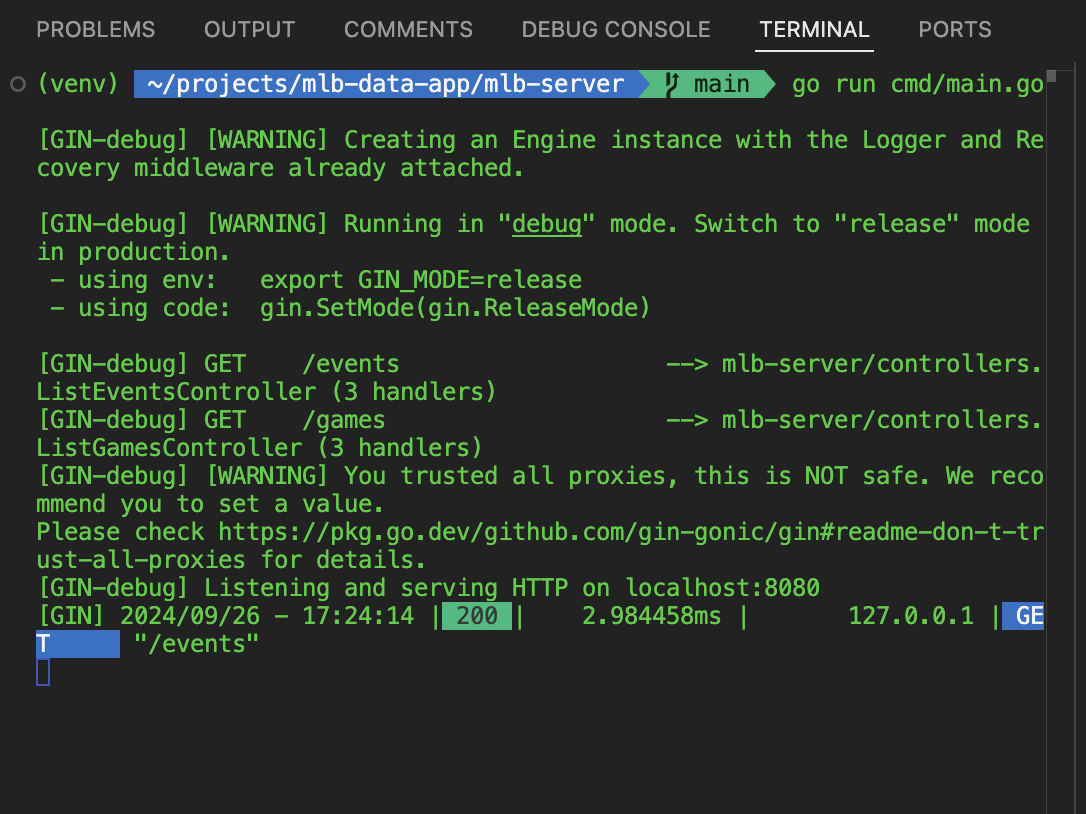 PROBLEMS OUTPUT COMMENTS DEBUG CONSOLE TERMINAL PORTS
(venv) ~/projects/mlb-data-app/mlb-server main go run cmd/main.go
[GIN-debug] [WARNING] Creating an Engine instance with the Logger and Re
covery middleware already attached.
[GIN-debug] [WARNING] Running in "debug" mode. Switch to "release" mode
in production.
- using env:   export GIN_MODE=release
- using code:  gin.SetMode(gin.ReleaseMode)
[GIN-debug] GET    /events                   --> mlb-server/controllers.
ListEventsController (3 handlers)
[GIN-debug] GET    /games                    --> mlb-server/controllers.
ListGamesController (3 handlers)
[GIN-debug] [WARNING] You trusted all proxies, this is NOT safe. We reco
mmend you to set a value.
Please check https://pkg.go.dev/github.com/gin-gonic/gin#readme-don-t-tr
ust-all-proxies for details.
[GIN-debug] Listening and serving HTTP on localhost:8080
[GIN] 2024/09/26 - 17:24:14 | 200 |    2.984458ms |       127.0.0.1 | GE
T      "/events"